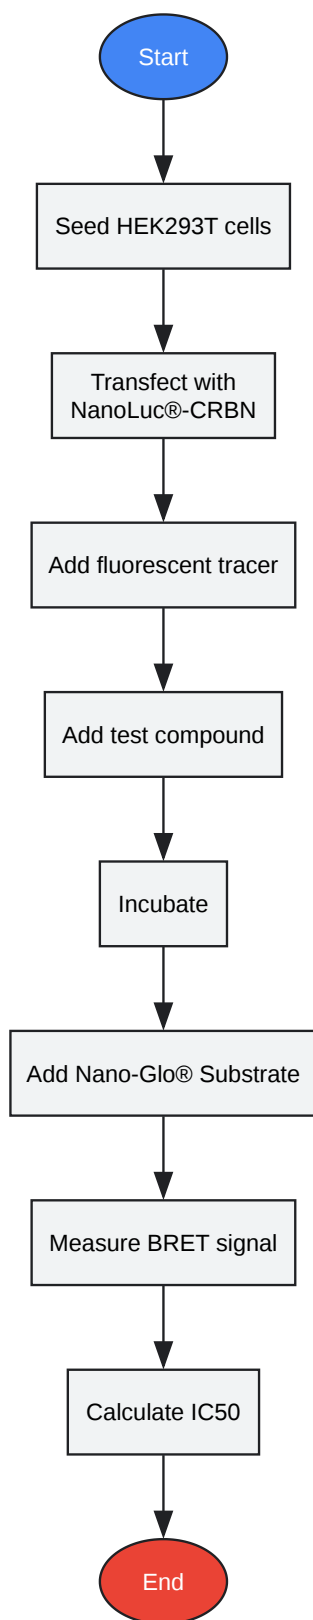 Start
Seed HEK293T cells
Transfect with
NanoLuc®-CRBN
Add fluorescent tracer
Add test compound
Incubate
Add Nano-Glo® Substrate
Measure BRET signal
Calculate IC50
End